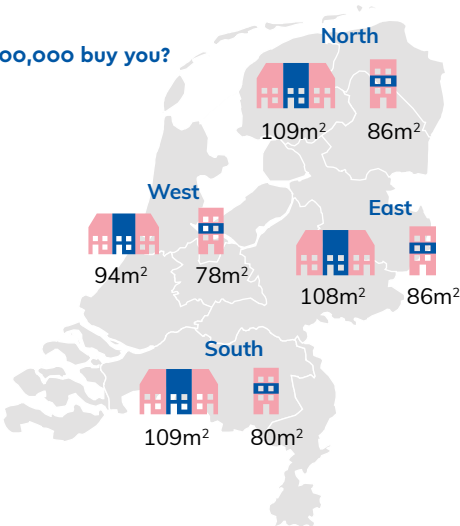 00,000 buy you?
North
109m²
86m²
West
94m²
78m²
East
108m²
86m²
South
109m²
80m²